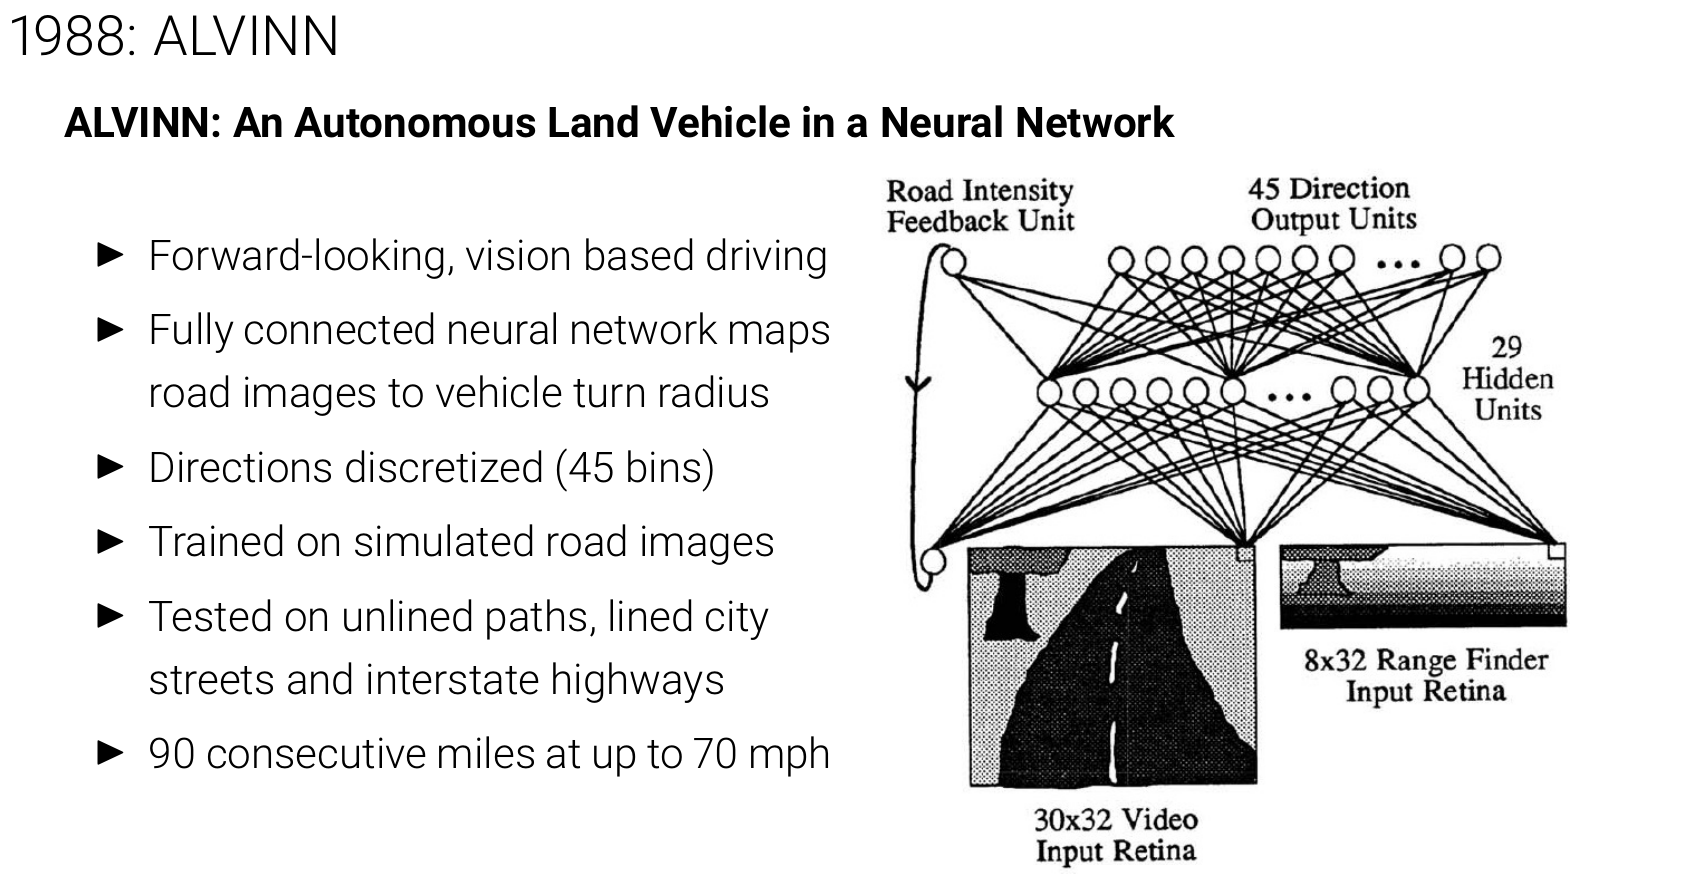 1988: ALVINN
ALVINN: An Autonomous Land Vehicle in a Neural Network
► Forward-looking, vision based driving
► Fully connected neural network maps
road images to vehicle turn radius
► Directions discretized (45 bins)
► Trained on simulated road images
► Tested on unlined paths, lined city
streets and interstate highways
► 90 consecutive miles at up to 70 mph
Road Intensity
Feedback Unit
45 Direction
Output Units
29
Hidden
Units
8x32 Range Finder
Input Retina
30x32 Video
Input Retina